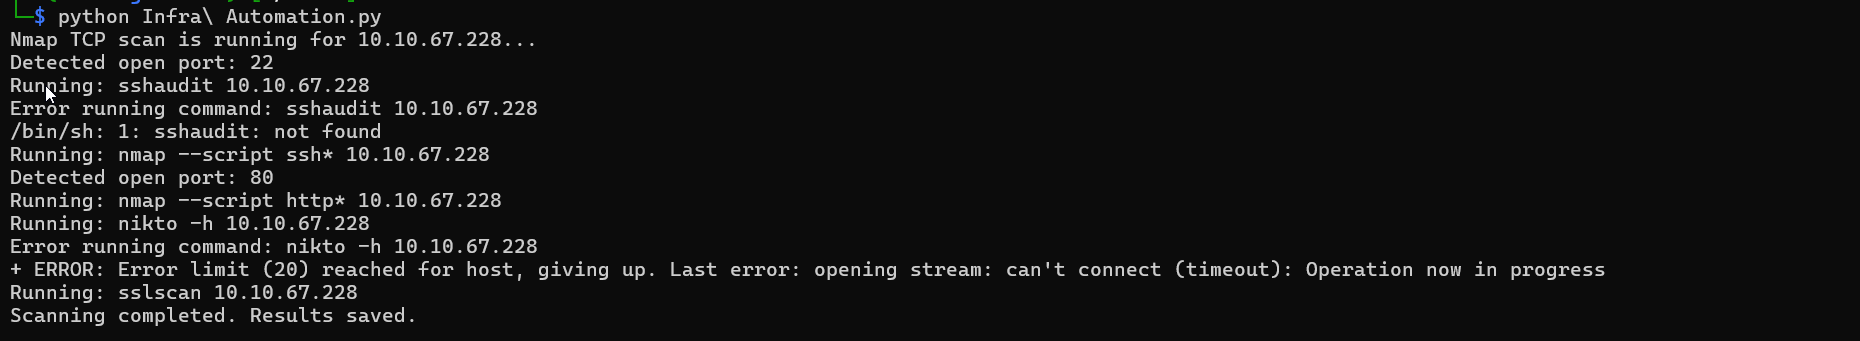 └─$ python Infra\ Automation.py
Nmap TCP scan is running for 10.10.67.228...
Detected open port: 22
Running: sshaudit 10.10.67.228
Error running command: sshaudit 10.10.67.228
/bin/sh: 1: sshaudit: not found
Running: nmap --script ssh* 10.10.67.228
Detected open port: 80
Running: nmap --script http* 10.10.67.228
Running: nikto -h 10.10.67.228
Error running command: nikto -h 10.10.67.228
+ ERROR: Error limit (20) reached for host, giving up. Last error: opening stream: can't connect (timeout): Operation now in progress
Running: sslscan 10.10.67.228
Scanning completed. Results saved.